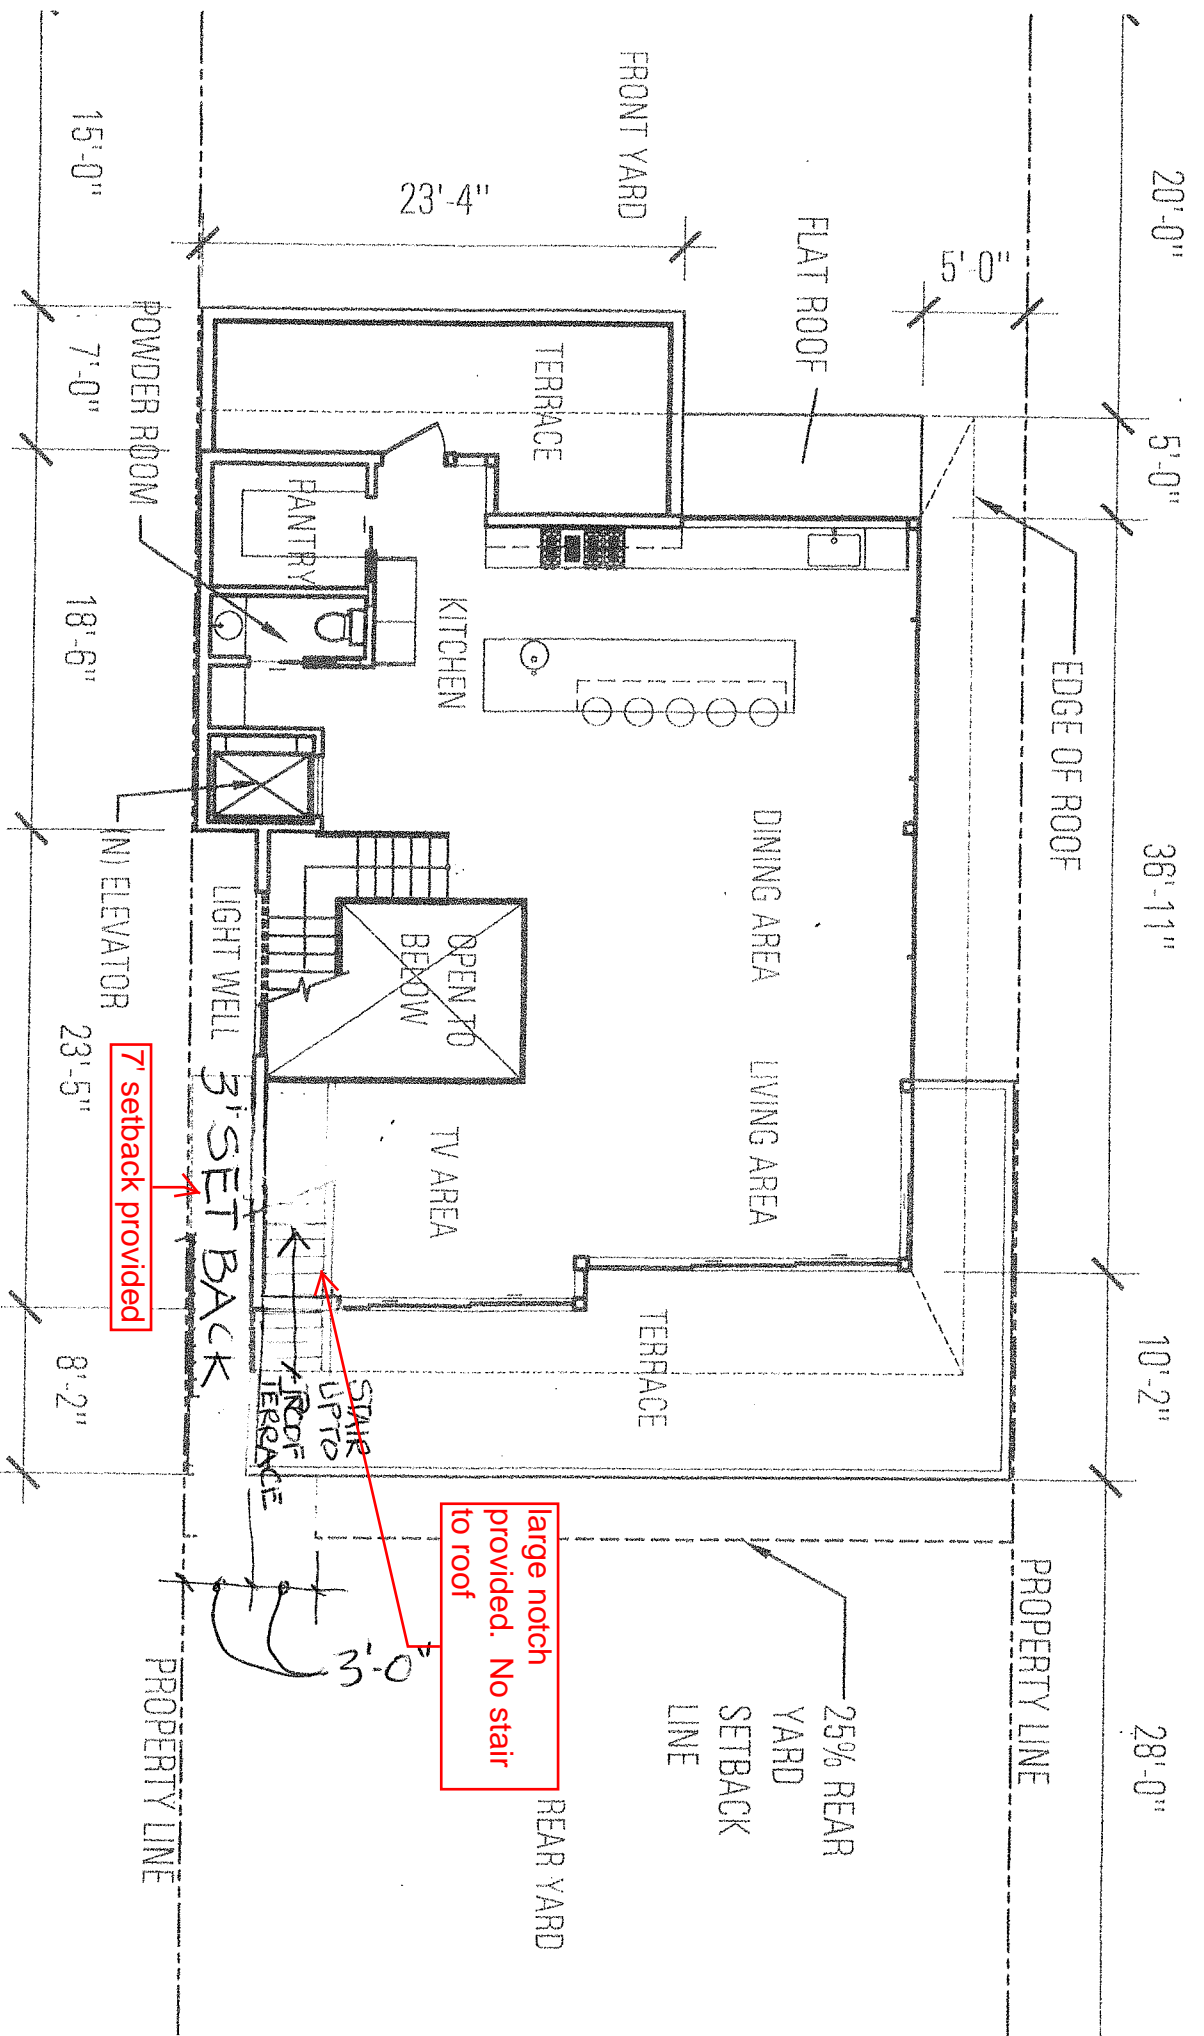 20'-0"
5'-0"
36'-11"
10'-2"
28'-0"
5'-0"
EDGE OF ROOF
PROPERTY LINE
FLAT ROOF
25% REAR
YARD
SETBACK
LINE
FRONT YARD
23'-4"
DINING AREA
LIVING AREA
TERRACE
TERRACE
REAR YARD
KITCHEN
OPEN TO
BELOW
TV AREA
large notch
provided. No stair
to roof
PANTRY
STAIR
UP TO
ROOF
TERRACE
3'-0"
LIGHT WELL
3' SET BACK
POWDER ROOM
(N) ELEVATOR
7' setback provided
PROPERTY LINE
15'-0"
7'-0"
18'-6"
23'-5"
8'-2"